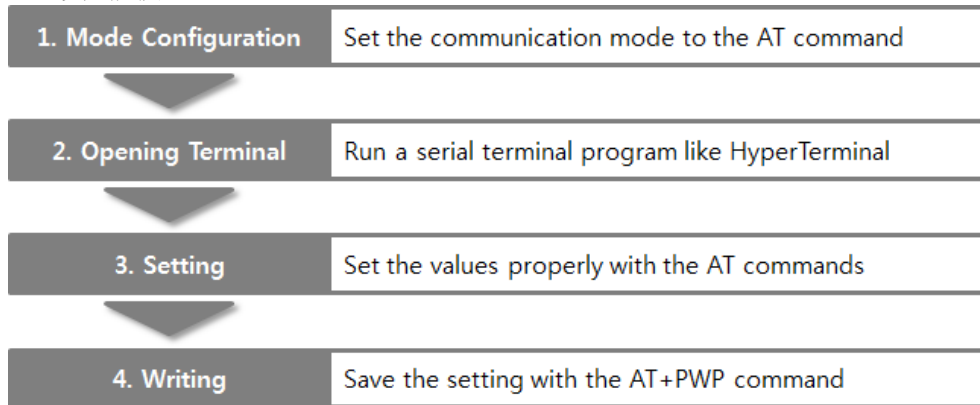 1. Mode Configuration Set the communication mode to the AT command
2. Opening Terminal Run a serial terminal program like HyperTerminal
3. Setting Set the values properly with the AT commands
4. Writing Save the setting with the AT+PWP command